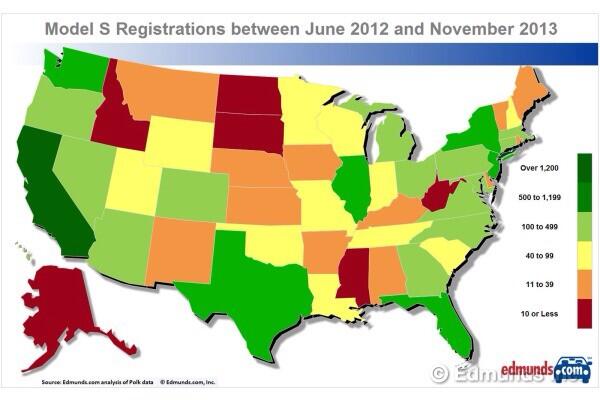 Model S Registrations between June 2012 and November 2013
Over 1,200
500 to 1,199
100 to 499
40 to 99
11 to 39
10 or Less
edmunds.com
Source: Edmunds.com analysis of Polk data © Edmunds.com, Inc.
© Edmunds Inc.